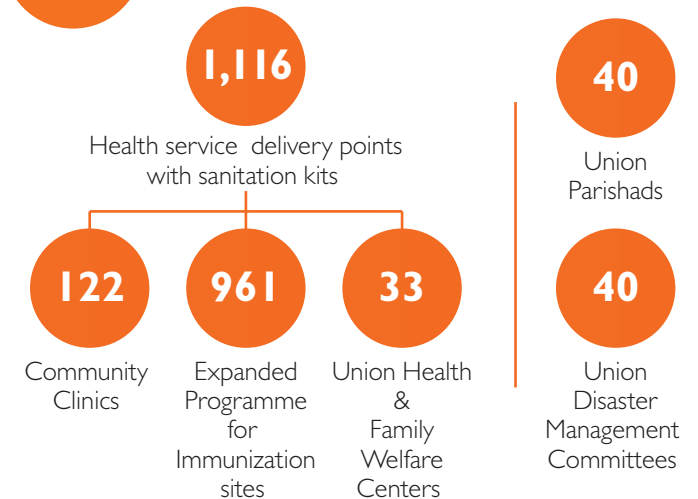 1,116
Health service delivery points
with sanitation kits
122
Community
Clinics
961
Expanded
Programme
for
Immunization
sites
33
Union Health
&
Family
Welfare
Centers
40
Union
Parishads
40
Union
Disaster
Management
Committees